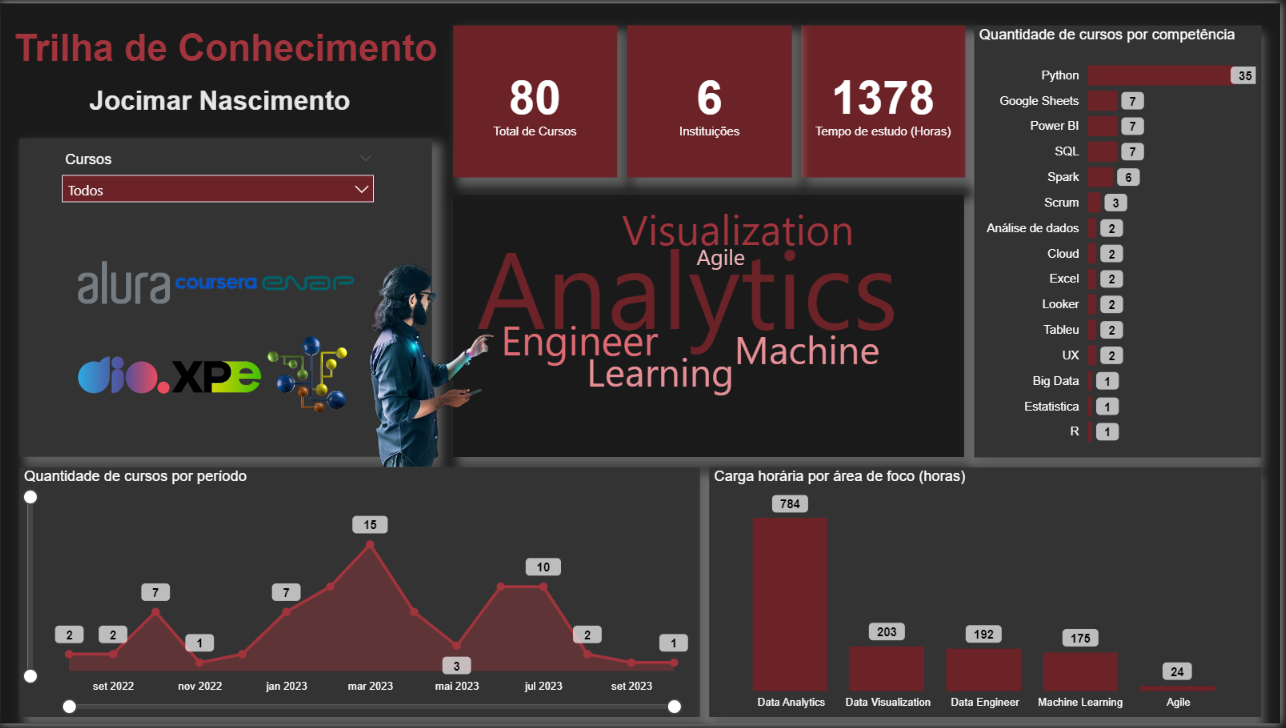 Trilha de Conhecimento
Jocimar Nascimento
Cursos
Todos
alura
coursera
enap
dio.
XPe
80
Total de Cursos
6
Instituições
1378
Tempo de estudo (Horas)
Visualization
Agile
Analytics
Engineer
Machine
Learning
Quantidade de cursos por competência
Python 35
Google Sheets 7
Power BI 7
SQL 7
Spark 6
Scrum 3
Análise de dados 2
Cloud 2
Excel 2
Looker 2
Tableu 2
UX 2
Big Data 1
Estatistica 1
R 1
Quantidade de cursos por período
15
10
7 7
2 2 1 2 1
3
set 2022 nov 2022 jan 2023 mar 2023 mai 2023 jul 2023 set 2023
Carga horária por área de foco (horas)
784
203 192 175
24
Data Analytics Data Visualization Data Engineer Machine Learning Agile